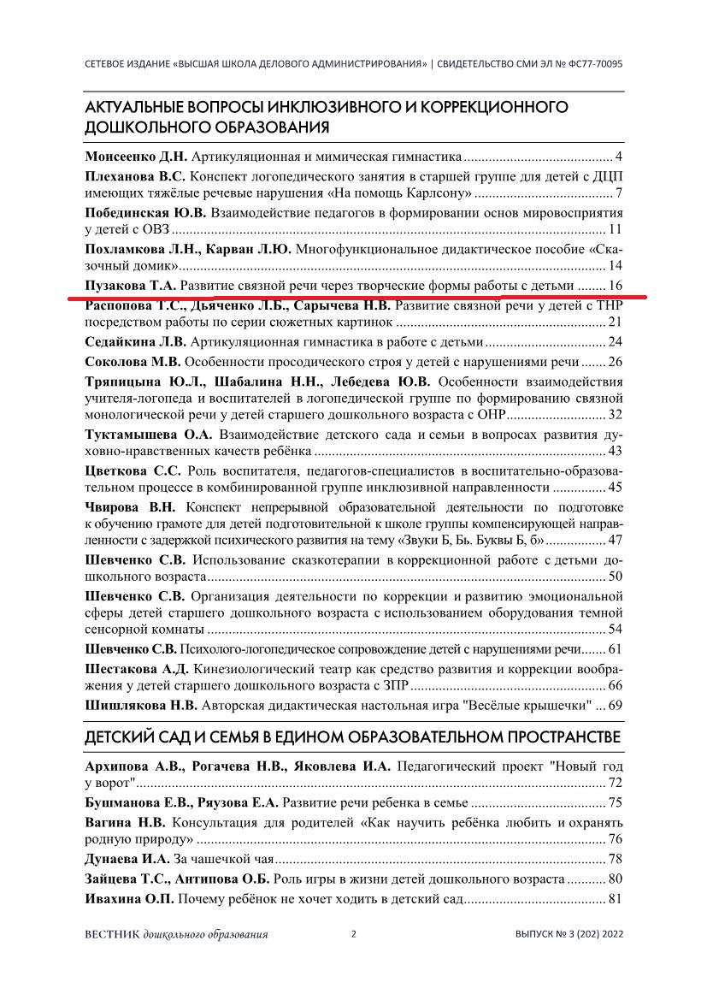 СЕТЕВОЕ ИЗДАНИЕ «ВЫСШАЯ ШКОЛА ДЕЛОВОГО АДМИНИСТРИРОВАНИЯ» | СВИДЕТЕЛЬСТВО СМИ ЭЛ № ФС77-70095
АКТУАЛЬНЫЕ ВОПРОСЫ ИНКЛЮЗИВНОГО И КОРРЕКЦИОННОГО
ДОШКОЛЬНОГО ОБРАЗОВАНИЯ
Моисеенко Д.Н. Артикуляционная и мимическая гимнастика ........................................ 4
Плеханова В.С. Конспект логопедического занятия в старшей группе для детей с ДЦП
имеющих тяжёлые речевые нарушения «На помощь Карлсону» ..................................... 7
Побединская Ю.В. Взаимодействие педагогов в формировании основ мировосприятия
у детей с ОВЗ ................................................................................................................. 11
Похламкова Л.Н., Карван Л.Ю. Многофункциональное дидактическое пособие «Ска-
зочный домик»............................................................................................................... 14
Пузакова Т.А. Развитие связной речи через творческие формы работы с детьми ........ 16
Распопова Т.С., Дьяченко Л.Б., Сарычева Н.В. Развитие связной речи у детей с ТНР
посредством работы по серии сюжетных картинок ....................................................... 21
Седайкина Л.В. Артикуляционная гимнастика в работе с детьми ................................ 24
Соколова М.В. Особенности просодического строя у детей с нарушениями речи ....... 26
Тряпицына Ю.Л., Шабалина Н.Н., Лебедева Ю.В. Особенности взаимодействия
учителя-логопеда и воспитателей в логопедической группе по формированию связной
монологической речи у детей старшего дошкольного возраста с ОНР.......................... 32
Туктамышева О.А. Взаимодействие детского сада и семьи в вопросах развития ду-
ховно-нравственных качеств ребёнка ............................................................................. 43
Цветкова С.С. Роль воспитателя, педагогов-специалистов в воспитательно-образова-
тельном процессе в комбинированной группе инклюзивной направленности .............. 45
Чвирова В.Н. Конспект непрерывной образовательной деятельности по подготовке
к обучению грамоте для детей подготовительной к школе группы компенсирующей направ-
ленности с задержкой психического развития на тему «Звуки Б, Бь. Буквы Б, б» ................ 47
Шевченко С.В. Использование сказкотерапии в коррекционной работе с детьми до-
школьного возраста........................................................................................................ 50
Шевченко С.В. Организация деятельности по коррекции и развитию эмоциональной
сферы детей старшего дошкольного возраста с использованием оборудования темной
сенсорной комнаты ........................................................................................................ 54
Шевченко С.В. Психолого-логопедическое сопровождение детей с нарушениями речи....... 61
Шестакова А.Д. Кинезиологический театр как средство развития и коррекции вообра-
жения у детей старшего дошкольного возраста с ЗПР .................................................... 66
Шишлякова Н.В. Авторская дидактическая настольная игра "Весёлые крышечки" ... 69
ДЕТСКИЙ САД И СЕМЬЯ В ЕДИНОМ ОБРАЗОВАТЕЛЬНОМ ПРОСТРАНСТВЕ
Архипова А.В., Рогачева Н.В., Яковлева И.А. Педагогический проект "Новый год
у ворот".......................................................................................................................... 72
Бушманова Е.В., Ряузова Е.А. Развитие речи ребенка в семье .................................... 75
Вагина Н.В. Консультация для родителей «Как научить ребёнка любить и охранять
родную природу» ........................................................................................................... 76
Дунаева И.А. За чашечкой чая....................................................................................... 78
Зайцева Т.С., Антипова О.Б. Роль игры в жизни детей дошкольного возраста .......... 80
Ивахина О.П. Почему ребёнок не хочет ходить в детский сад...................................... 81
ВЕСТНИК дошкольного образования 2 ВЫПУСК № 3 (202) 2022